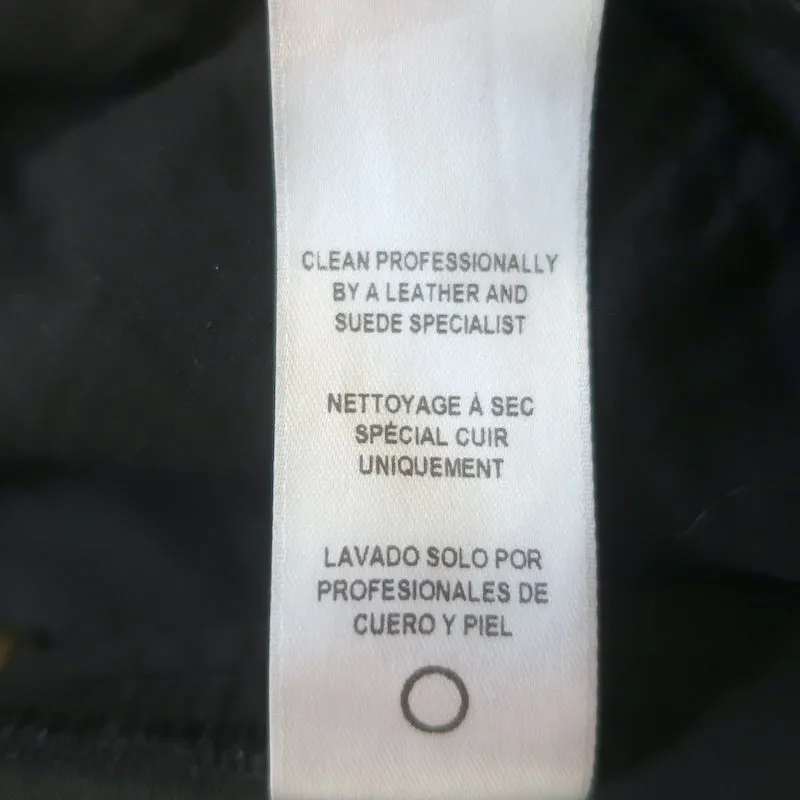 CLEAN PROFESSIONALLY
BY A LEATHER AND
SUEDE SPECIALIST
NETTOYAGE À SEC
SPÉCIAL CUIR
UNIQUEMENT
LAVADO SOLO POR
PROFESIONALES DE
CUERO Y PIEL